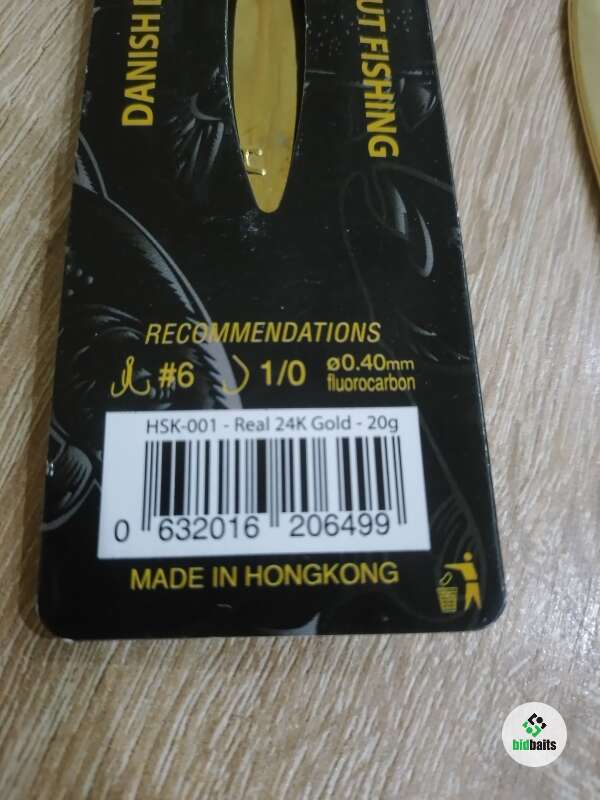 DANISH
UT FISHING
RECOMMENDATIONS
#6 1/0 ø0.40mm
fluorocarbon
HSK-001 - Real 24K Gold - 20g
0 632016 206499
MADE IN HONGKONG
bidbaits